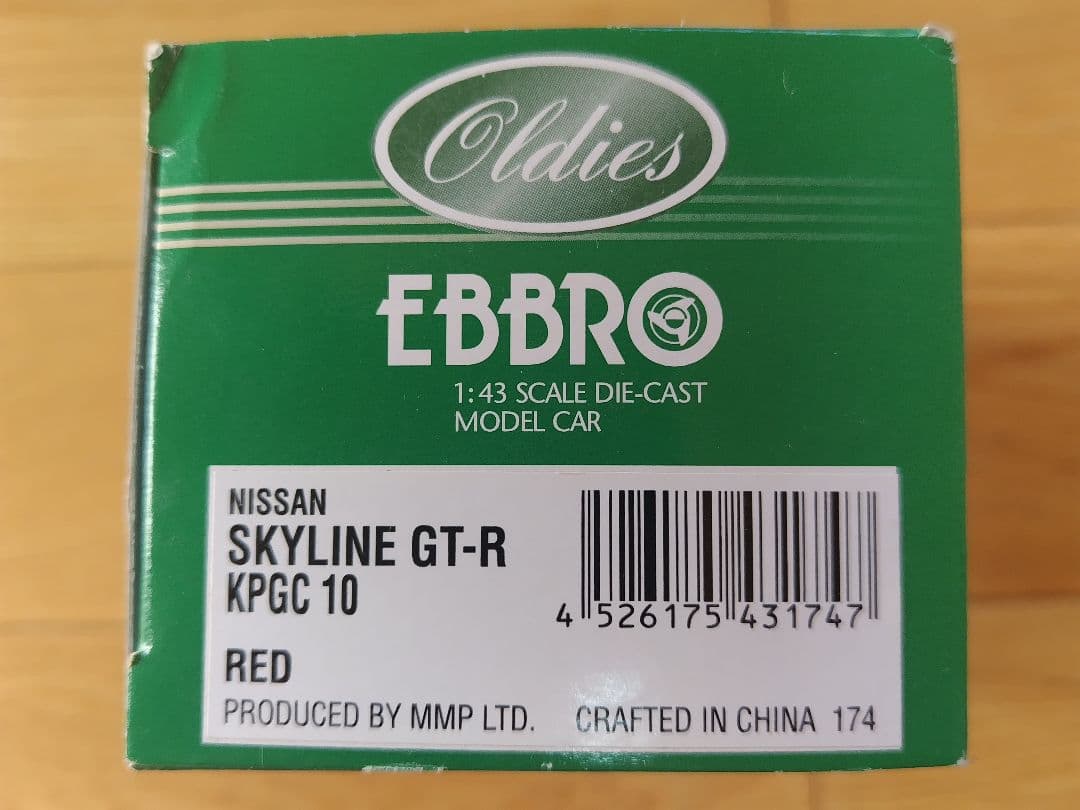 Oldies
EBBRO
1:43 SCALE DIE-CAST
MODEL CAR
NISSAN
SKYLINE GT-R
KPGC 10
4 526175 431747
RED
PRODUCED BY MMP LTD. CRAFTED IN CHINA 174